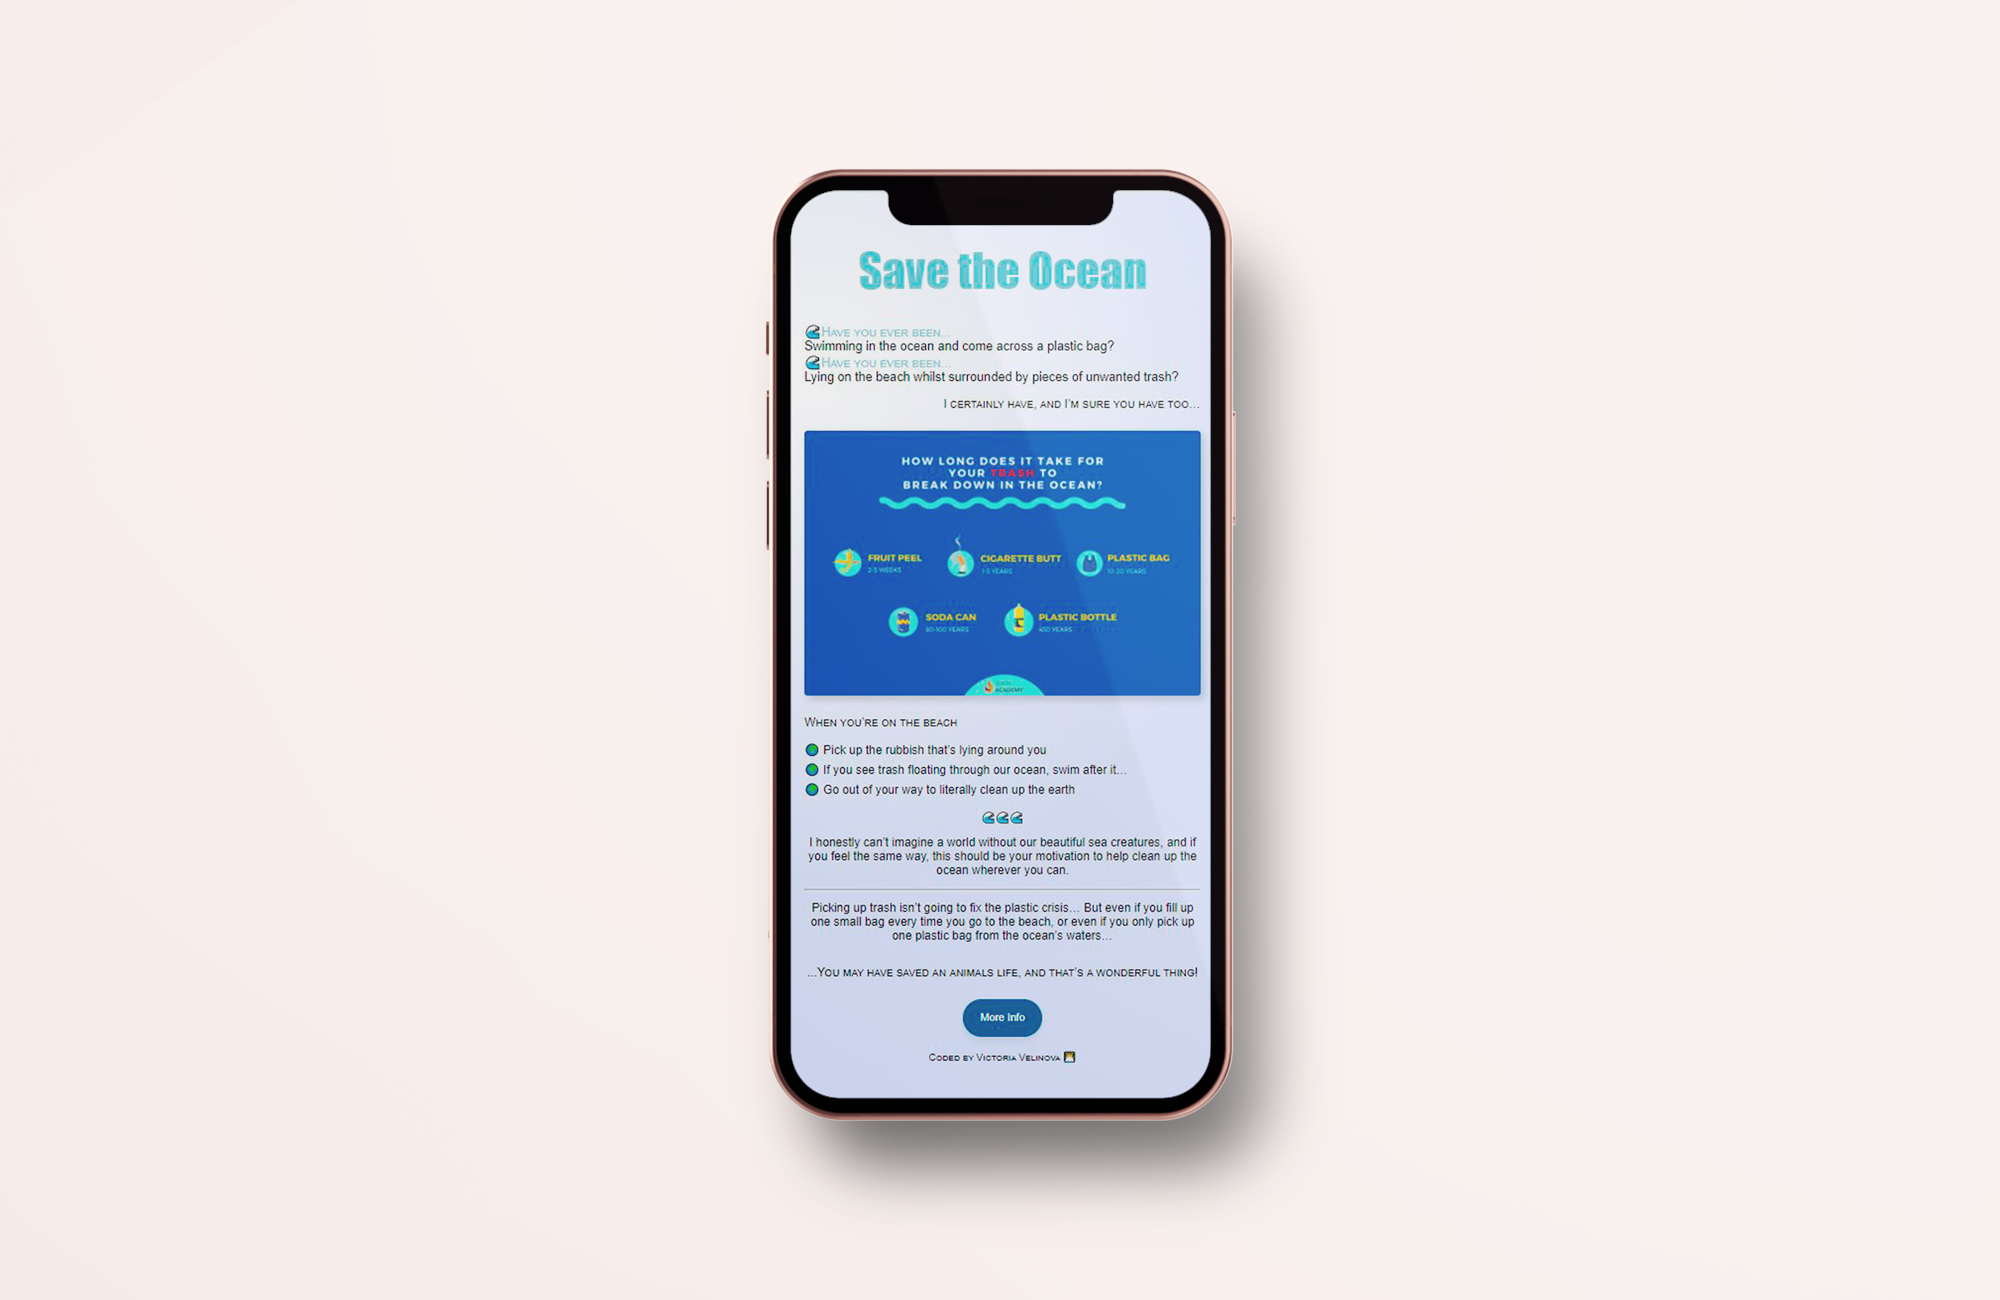 Save the Ocean
🌊Have you ever been...
Swimming in the ocean and come across a plastic bag?
🌊Have you ever been...
Lying on the beach whilst surrounded by pieces of unwanted trash?
I certainly have, and I'm sure you have too...
HOW LONG DOES IT TAKE FOR
YOUR TRASH TO
BREAK DOWN IN THE OCEAN?
FRUIT PEEL
2-5 WEEKS
CIGARETTE BUTT
1-5 YEARS
PLASTIC BAG
10-20 YEARS
SODA CAN
80-100 YEARS
PLASTIC BOTTLE
450 YEARS
ACADEMY
When you're on the beach
Pick up the rubbish that's lying around you
If you see trash floating through our ocean, swim after it...
Go out of your way to literally clean up the earth
🌊🌊🌊
I honestly can't imagine a world without our beautiful sea creatures, and if
you feel the same way, this should be your motivation to help clean up the
ocean wherever you can.
Picking up trash isn't going to fix the plastic crisis... But even if you fill up
one small bag every time you go to the beach, or even if you only pick up
one plastic bag from the ocean's waters...
...You may have saved an animals life, and that's a wonderful thing!
More Info
Coded by Victoria Velinova